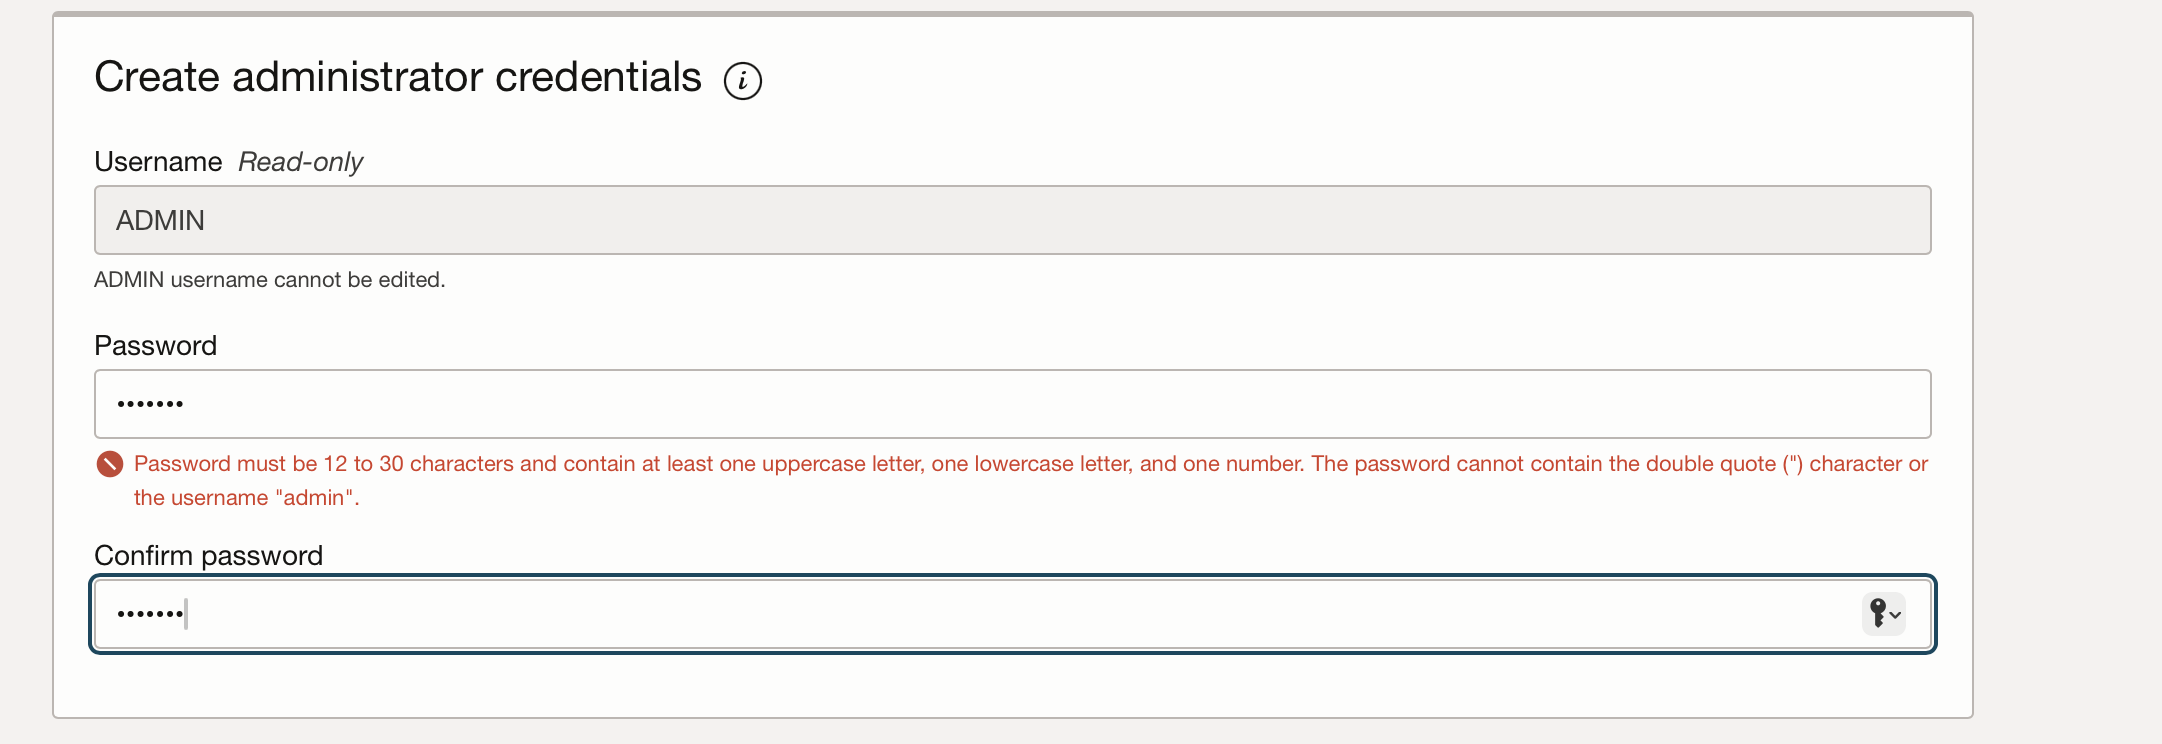 Create administrator credentials i
Username Read-only
ADMIN
ADMIN username cannot be edited.
Password
•••••••
Password must be 12 to 30 characters and contain at least one uppercase letter, one lowercase letter, and one number. The password cannot contain the double quote (") character or
the username "admin".
Confirm password
•••••••